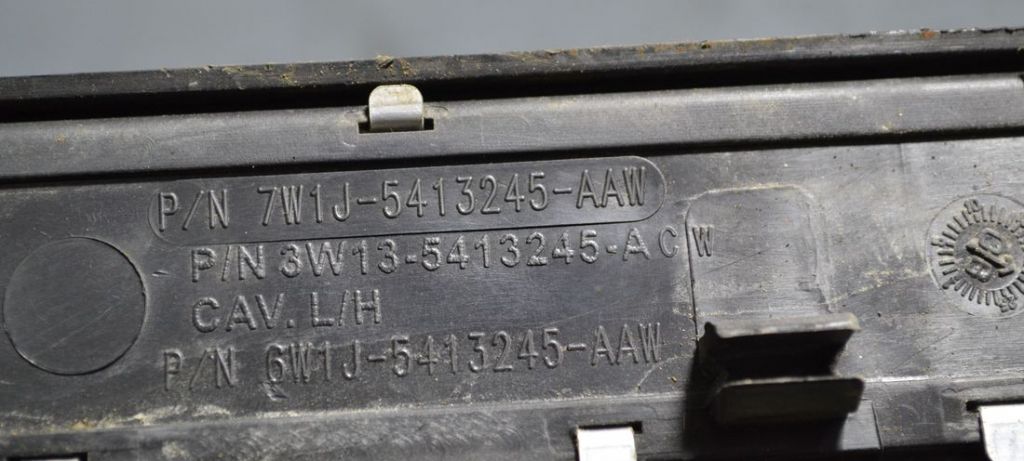 P/N 7W1J-5413245-AAW
P/N 3W13-5413245-ACW
CAV. L/H
P/N 6W1J-5413245-AAW